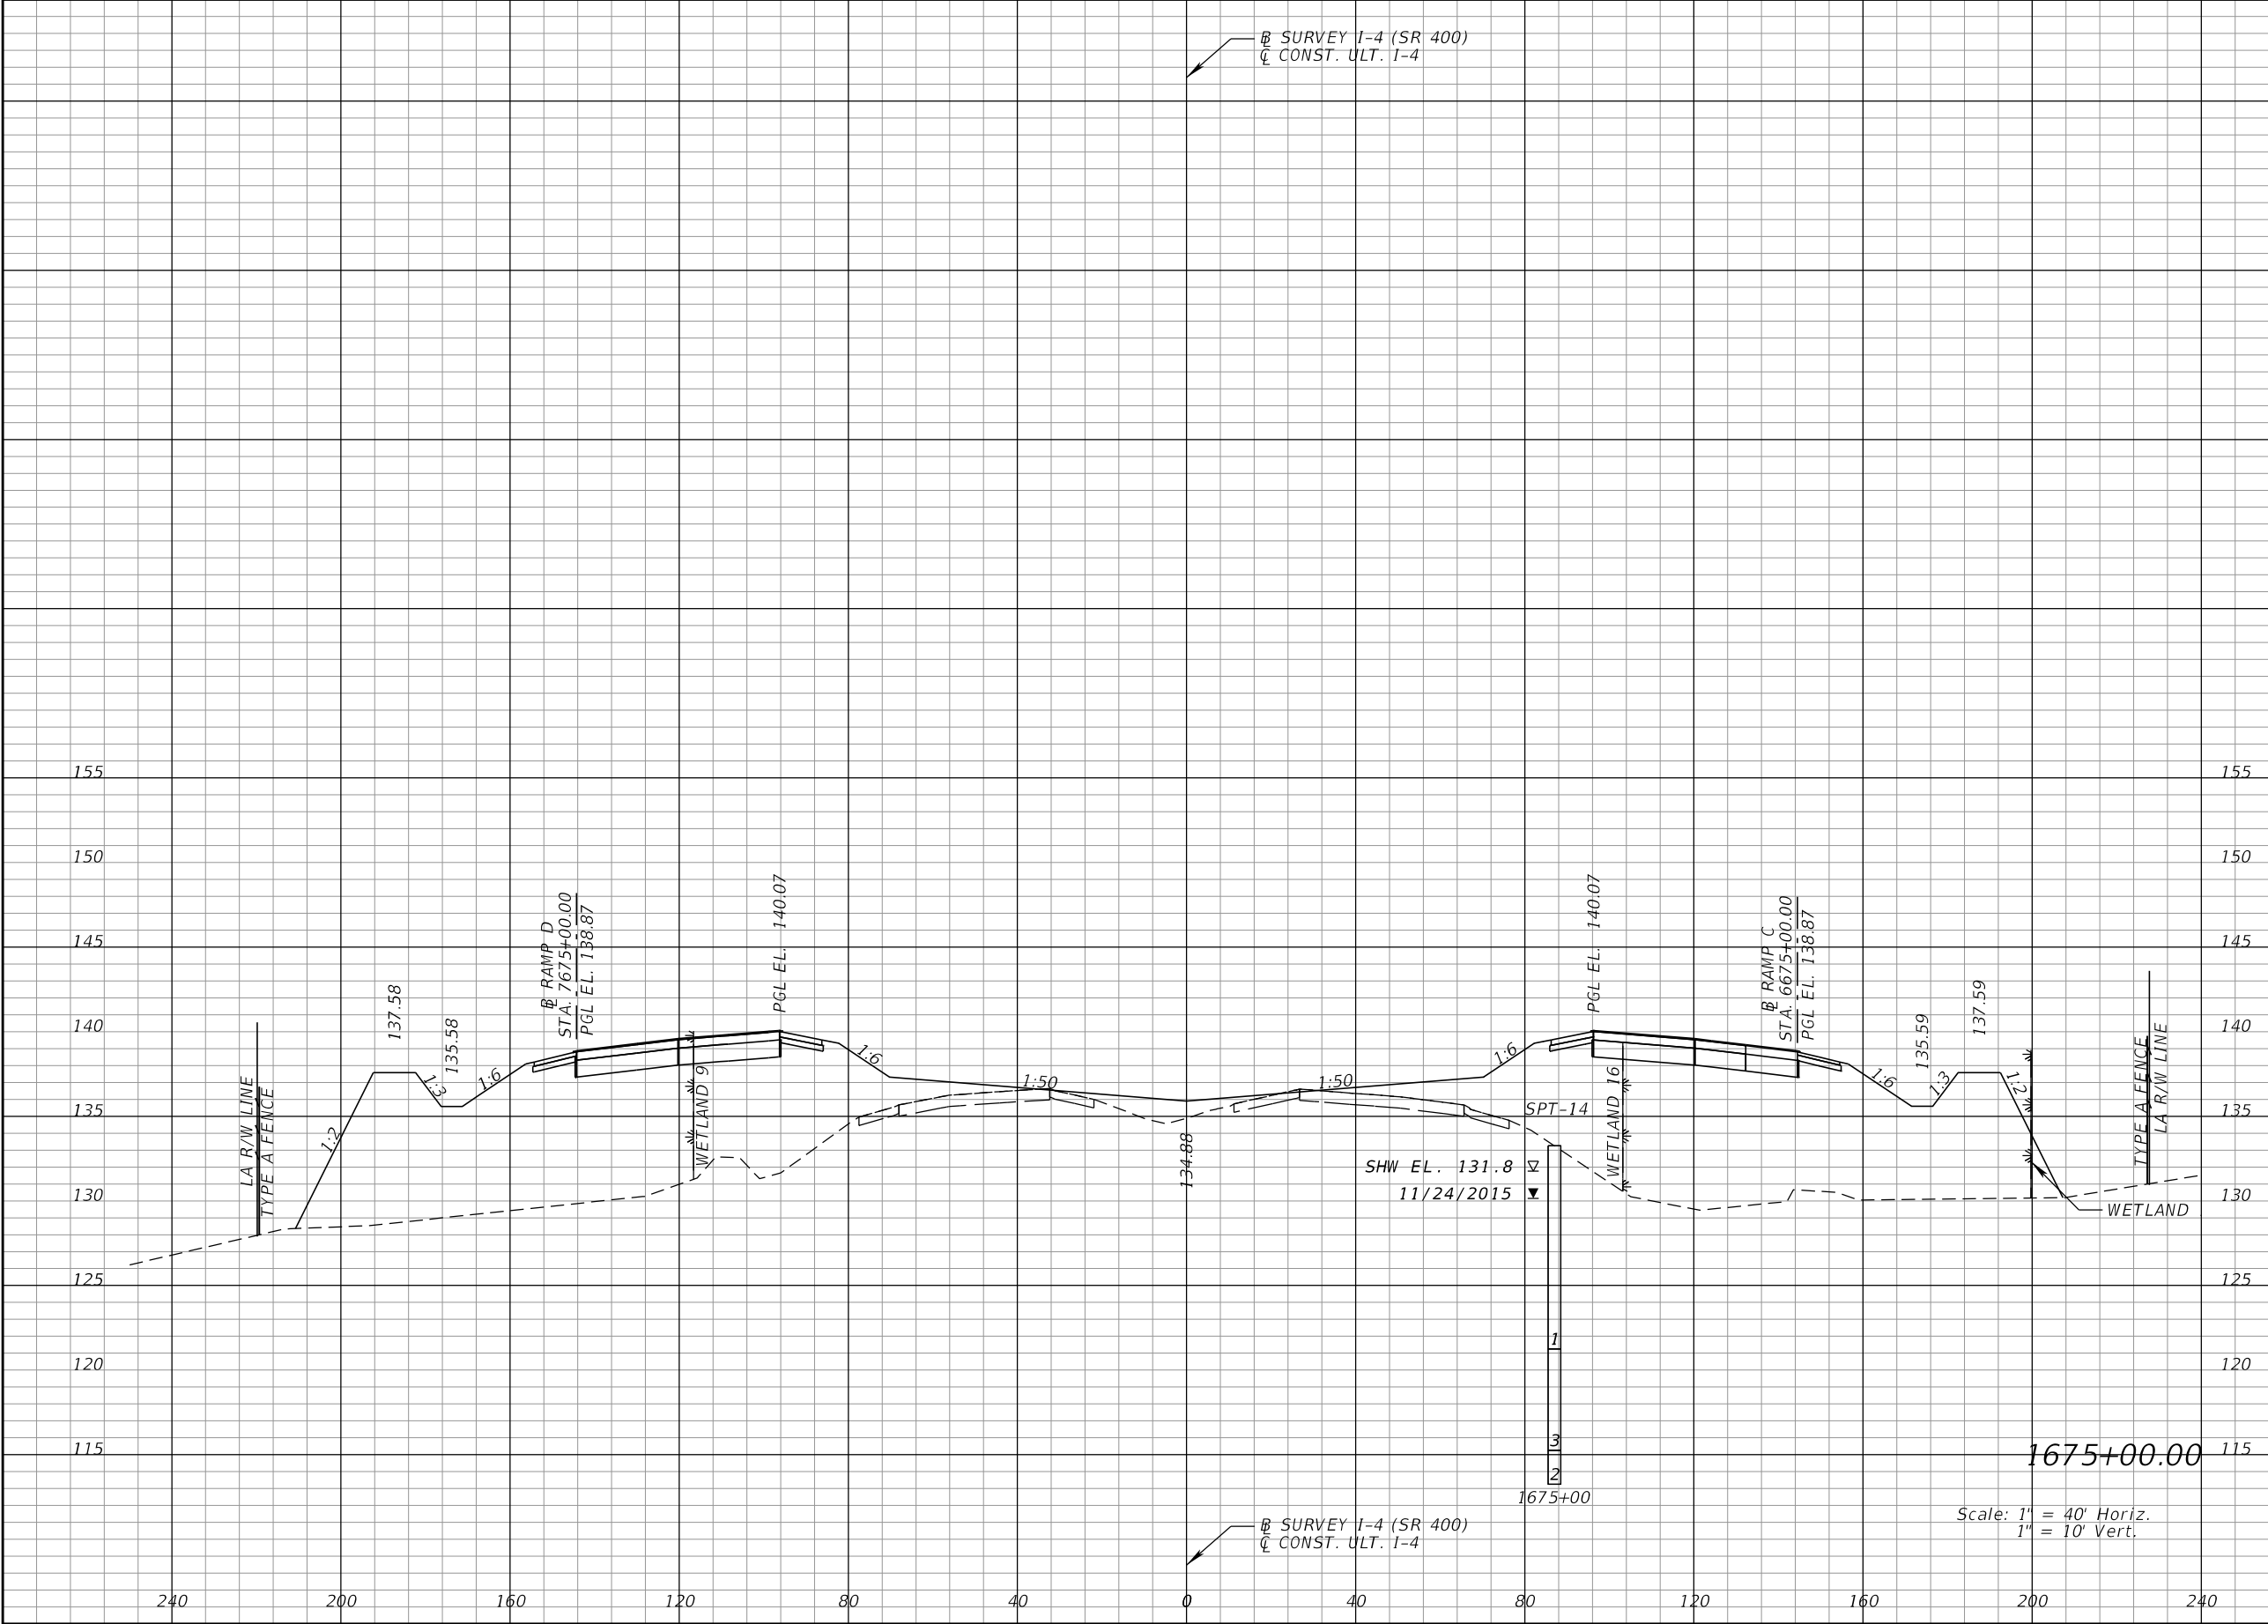 B SURVEY I-4 (SR 400)
C CONST. ULT. I-4
155 155
150 150
145 145
140 140
135 135
130 130
125 125
120 120
115 115
LA R/W LINE
TYPE A FENCE
1:2
137.58
1:3
135.58
1:6
B RAMP D
STA. 7675+00.00
PGL EL. 138.87
WETLAND 9
PGL EL. 140.07
1:6
1:50
134.88
1:50
1:6
SPT-14
SHW EL. 131.8
11/24/2015
1
3
2
1675+00
PGL EL. 140.07
WETLAND 16
B RAMP C
STA. 6675+00.00
PGL EL. 138.87
1:6
135.59
1:3
137.59
1:2
WETLAND
TYPE A FENCE
LA R/W LINE
1675+00.00
Scale: 1" = 40' Horiz.
1" = 10' Vert.
B SURVEY I-4 (SR 400)
C CONST. ULT. I-4
240 200 160 120 80 40 0 40 80 120 160 200 240